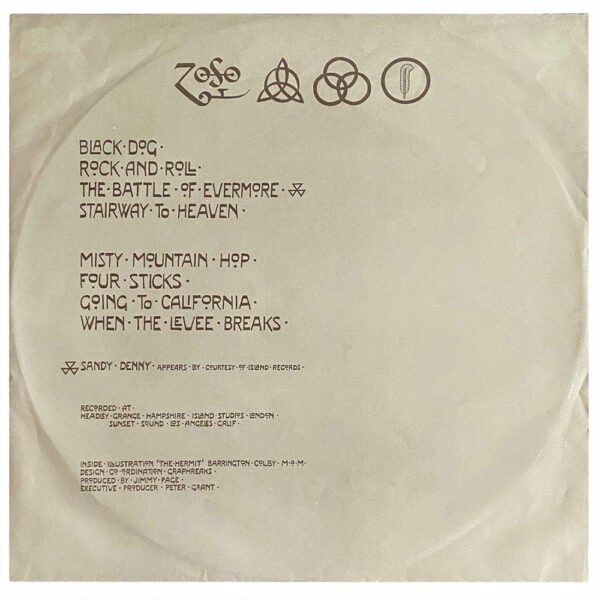 ZOSO
BLACK·DOG·
ROCK·AND·ROLL·
THE·BATTLE·OF·EVERMORE·
STAIRWAY·TO·HEAVEN·
MISTY·MOUNTAIN·HOP·
FOUR·STICKS·
GOING·TO·CALIFORNIA·
WHEN·THE·LEVEE·BREAKS·
SANDY·DENNY·APPEARS·BY·COURTESY·OF·ISLAND·RECORDS·
RECORDED·AT·
HEADLEY·GRANGE·HAMPSHIRE·ISLAND·STUDIOS·LONDON·
SUNSET·SOUND·LOS·ANGELES·CALIF·
INSIDE·ILLUSTRATION·'THE·HERMIT'·BARRINGTON·COLBY·M·O·M·
DESIGN·CO·ORDINATION·GRAPHREAKS·
PRODUCED·BY·JIMMY·PAGE·
EXECUTIVE·PRODUCER·PETER·GRANT·